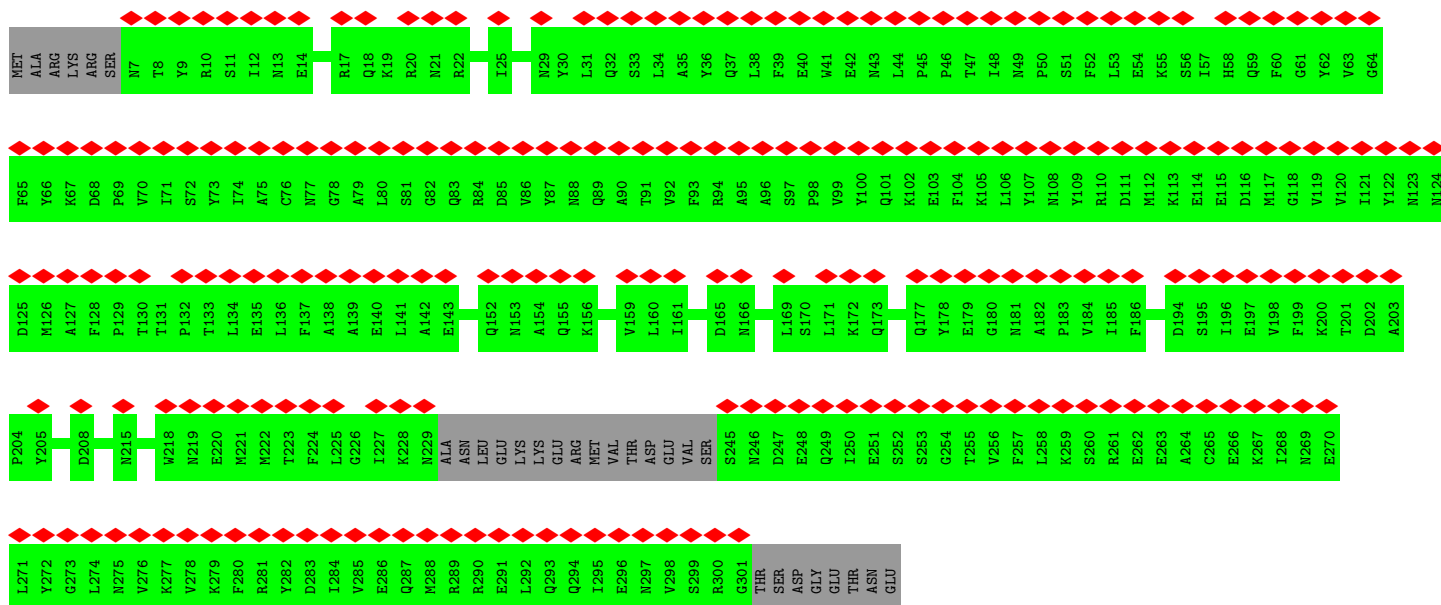 MET ALA ARG LYS ARG SER N7 T8 Y9 R10 S11 I12 N13 E14 R17 Q18 K19 R20 N21 R22 I25 N29 Y30 L31 Q32 S33 L34 A35 Y36 Q37 L38 F39 E40 W41 E42 N43 L44 P45 P46 T47 I48 N49 P50 S51 F52 L53 E54 K55 S56 I57 H58 Q59 F60 G61 Y62 V63 G64
F65 Y66 K67 D68 P69 V70 I71 S72 Y73 I74 A75 C76 N77 G78 A79 L80 S81 G82 Q83 R84 D85 V86 Y87 N88 Q89 A90 T91 V92 F93 R94 A95 A96 S97 P98 V99 Y100 Q101 K102 E103 F104 K105 L106 Y107 N108 Y109 R110 D111 M112 K113 E114 E115 D116 M117 G118 V119 V120 I121 Y122 N123 N124
D125 M126 A127 F128 P129 T130 T131 P132 T133 L134 E135 L136 F137 A138 A139 E140 L141 A142 E143 Q152 N153 A154 Q155 K156 V159 L160 I161 D165 N166 L169 S170 L171 K172 Q173 Q177 Y178 E179 G180 N181 A182 P183 V184 I185 F186 D194 S195 I196 E197 V198 F199 K200 T201 D202 A203
P204 Y205 D208 N215 W218 N219 E220 M221 M222 T223 F224 L225 G226 I227 K228 N229 ALA ASN LEU GLU LYS LYS GLU ARG MET VAL THR ASP GLU VAL SER S245 N246 D247 E248 Q249 I250 E251 S252 S253 G254 T255 V256 F257 L258 K259 S260 R261 E262 E263 A264 C265 E266 K267 I268 N269 E270
L271 Y272 G273 L274 N275 V276 K277 V278 K279 F280 R281 Y282 D283 I284 V285 E286 Q287 M288 R289 R290 E291 L292 Q293 Q294 I295 E296 N297 V298 S299 R300 G301 THR SER ASP GLY GLU THR ASN GLU